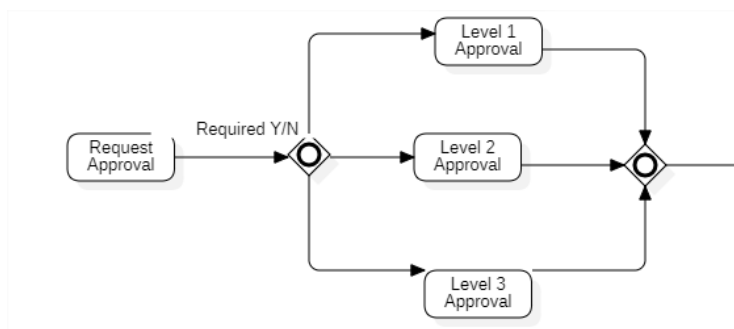 Level 1
Approval
Required Y/N
Request
Approval
Level 2
Approval
Level 3
Approval